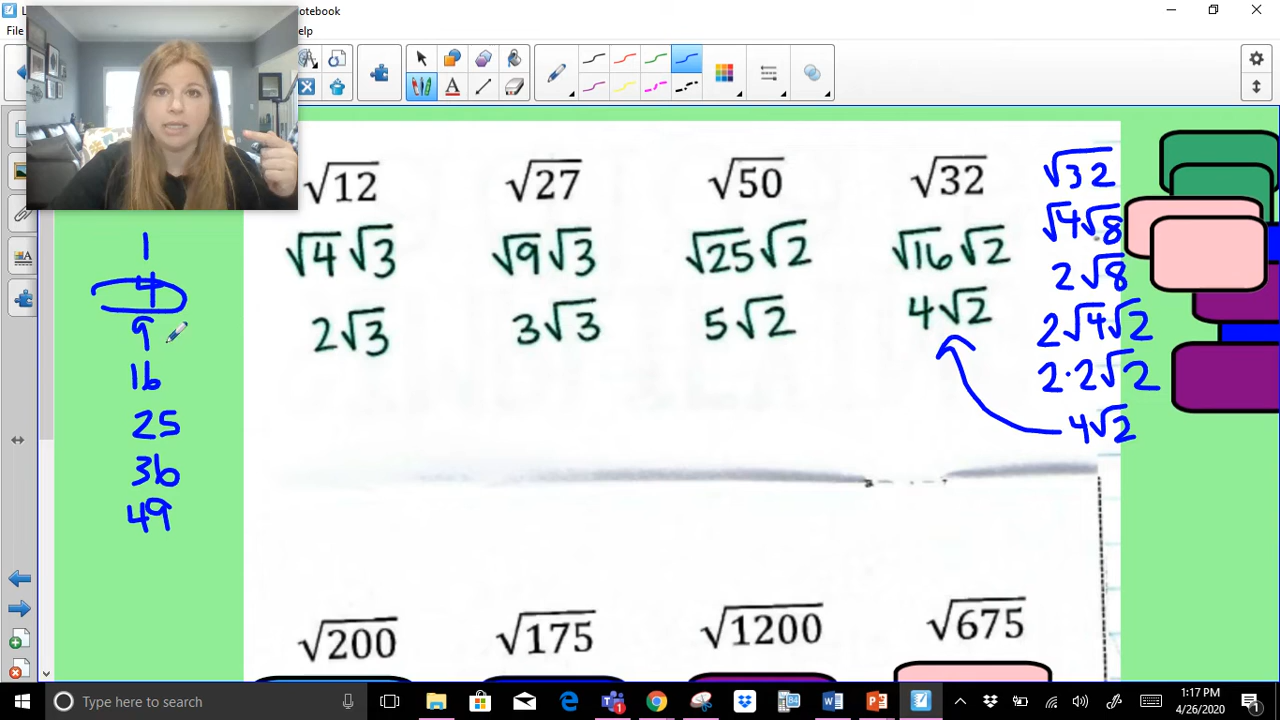 otebook
File
elp
√12 √27 √50 √32
√4√3 √9√3 √25√2 √16√2
2√3 3√3 5√2 4√2
√32
√4√8
2√8
2√4√2
2·2√2
4√2
1
4
9
16
25
36
49
√200 √175 √1200 √675
Type here to search
1:17 PM
4/26/2020